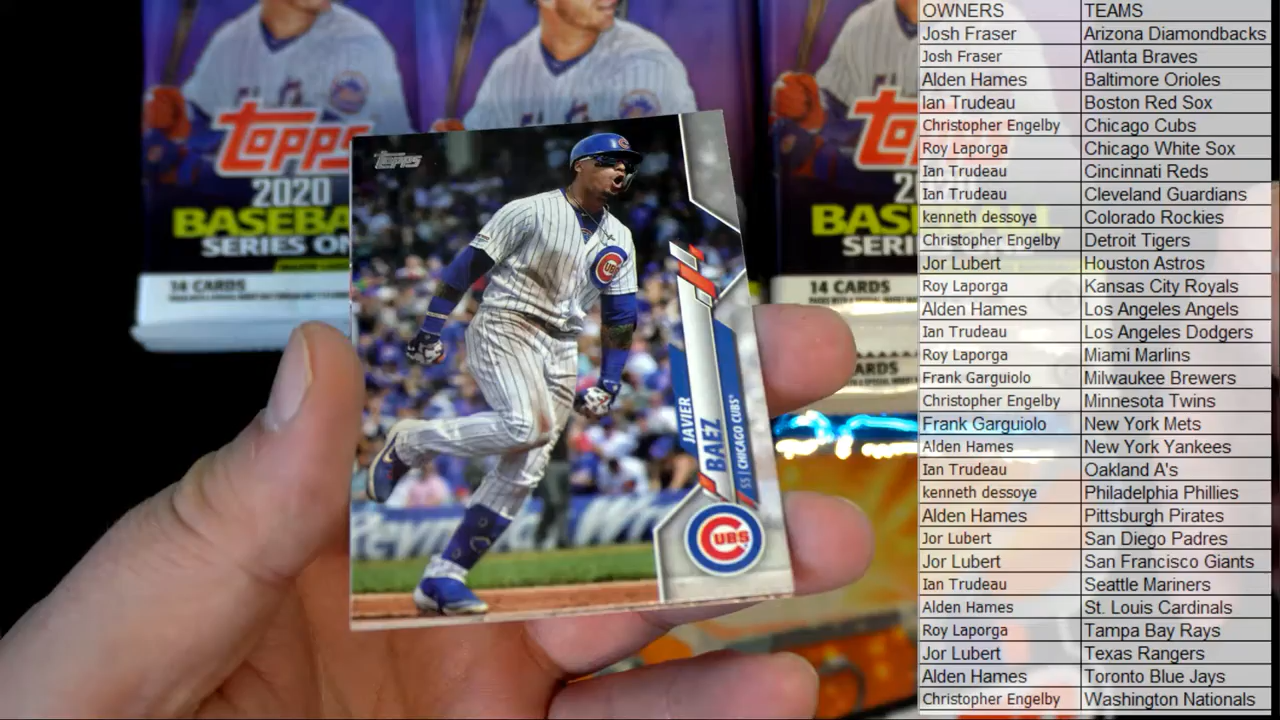 Topps
2020
BASEBA
SERIES ON
14 CARDS
Topps
JAVIER
BAEZ
SS | CHICAGO CUBS
CUBS
CUBS
BAS
SERI
14 CARDS
ARDS
OWNERS TEAMS
Josh Fraser Arizona Diamondbacks
Josh Fraser Atlanta Braves
Alden Hames Baltimore Orioles
Ian Trudeau Boston Red Sox
Christopher Engelby Chicago Cubs
Roy Laporga Chicago White Sox
Ian Trudeau Cincinnati Reds
Ian Trudeau Cleveland Guardians
kenneth dessoye Colorado Rockies
Christopher Engelby Detroit Tigers
Jor Lubert Houston Astros
Roy Laporga Kansas City Royals
Alden Hames Los Angeles Angels
Ian Trudeau Los Angeles Dodgers
Roy Laporga Miami Marlins
Frank Garguiolo Milwaukee Brewers
Christopher Engelby Minnesota Twins
Frank Garguiolo New York Mets
Alden Hames New York Yankees
Ian Trudeau Oakland A's
kenneth dessoye Philadelphia Phillies
Alden Hames Pittsburgh Pirates
Jor Lubert San Diego Padres
Jor Lubert San Francisco Giants
Ian Trudeau Seattle Mariners
Alden Hames St. Louis Cardinals
Roy Laporga Tampa Bay Rays
Jor Lubert Texas Rangers
Alden Hames Toronto Blue Jays
Christopher Engelby Washington Nationals